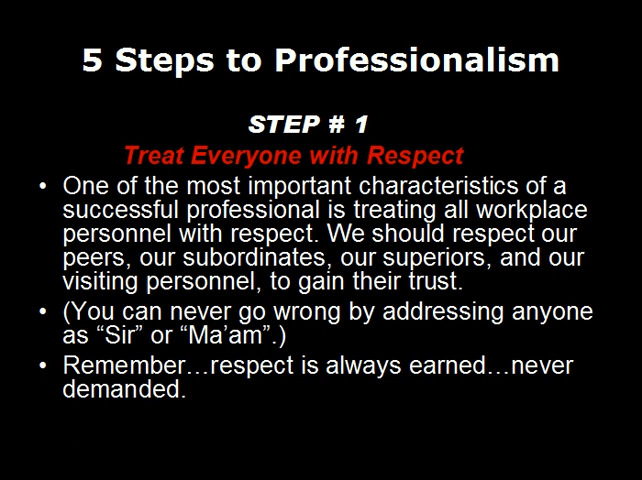 5 Steps to Professionalism
STEP # 1
Treat Everyone with Respect
• One of the most important characteristics of a
successful professional is treating all workplace
personnel with respect. We should respect our
peers, our subordinates, our superiors, and our
visiting personnel, to gain their trust.
• (You can never go wrong by addressing anyone
as “Sir” or “Ma’am”.)
• Remember…respect is always earned…never
demanded.